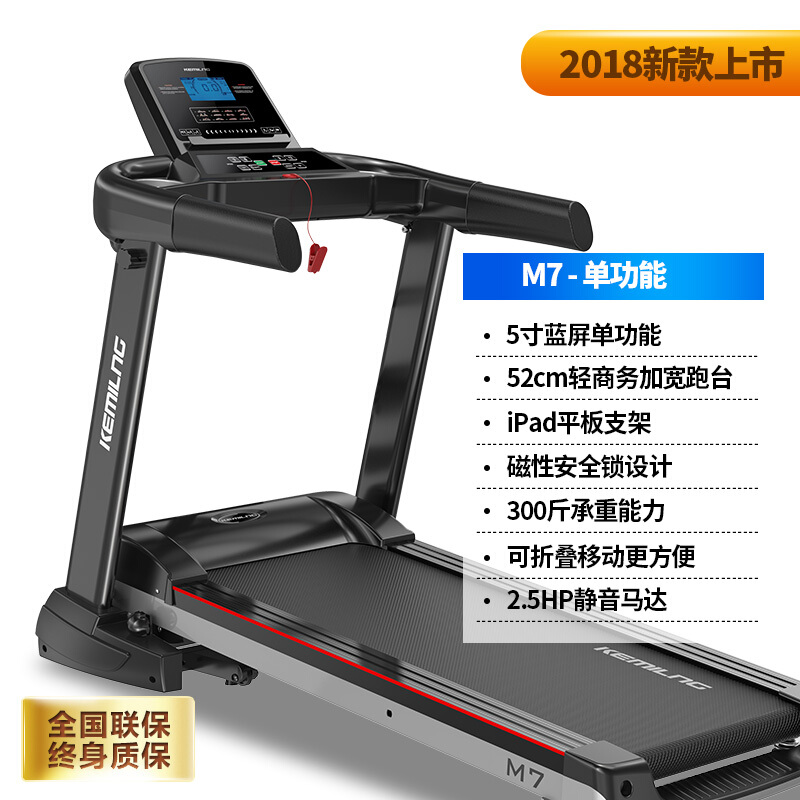 2018新款上市
KEMILNG
M7 - 单功能
• 5寸蓝屏单功能
• 52cm轻商务加宽跑台
• iPad平板支架
• 磁性安全锁设计
• 300斤承重能力
• 可折叠移动更方便
• 2.5HP静音马达
KEMILNG
KEMILNG
KEMILNG
全国联保
终身质保
M7